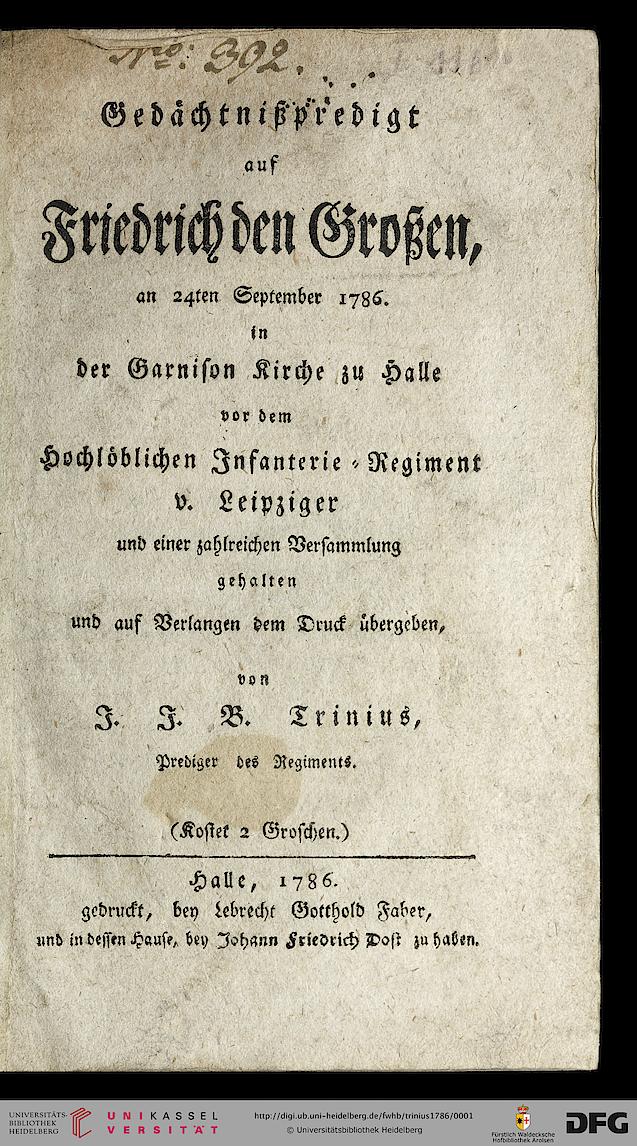 Nro: 392.
Gedächtnißpredigt
auf
Friedrich den Großen,
an 24ten September 1786.
in
der Garnison Kirche zu Halle
vor dem
Hochlöblichen Infanterie-Regiment
v. Leipziger
und einer zahlreichen Versammlung
gehalten
und auf Verlangen dem Druck übergeben,
von
J. J. B. Trinius,
Prediger des Regiments.
(Kostet 2 Groschen.)
Halle, 1786.
gedruckt, bey Lebrecht Gotthold Faber,
und in dessen Hause, bey Johann Friedrich Dost zu haben.
UNIVERSITÄTS-
BIBLIOTHEK
HEIDELBERG
UNIKASSEL
VERSITÄT
http://digi.ub.uni-heidelberg.de/fwhb/trinius1786/0001
© Universitätsbibliothek Heidelberg
Fürstlich Waldecksche
Hofbibliothek Arolsen
DFG